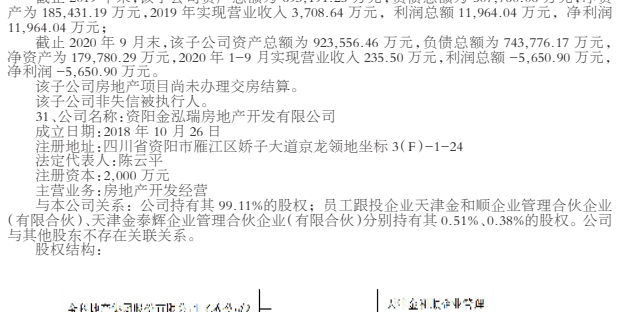 产为 185,431.19 万元,2019 年实现营业收入 3,708.64 万元，利润总额 11,964.04 万元，净利润
11,964.04 万元；
截止 2020 年 9 月末,该子公司资产总额为 923,556.46 万元,负债总额为 743,776.17 万元,
净资产为 179,780.29 万元,2020 年 1-9 月实现营业收入 235.50 万元,利润总额 -5,650.90 万元,
净利润 -5,650.90 万元。
该子公司房地产项目尚未办理交房结算。
该子公司非失信被执行人。
31、公司名称:资阳金泓瑞房地产开发有限公司
成立日期:2018 年 10 月 26 日
注册地址:四川省资阳市雁江区娇子大道京龙领地坐标 3(F)-1-24
法定代表人:陈云平
注册资本:2,000 万元
主营业务:房地产开发经营
与本公司关系：公司持有其 99.11%的股权；员工跟投企业天津金和顺企业管理合伙企业
(有限合伙)、天津金泰辉企业管理合伙企业(有限合伙)分别持有其 0.51%、0.38%的股权。公司
与其他股东不存在关联关系。
股权结构:
企业管理